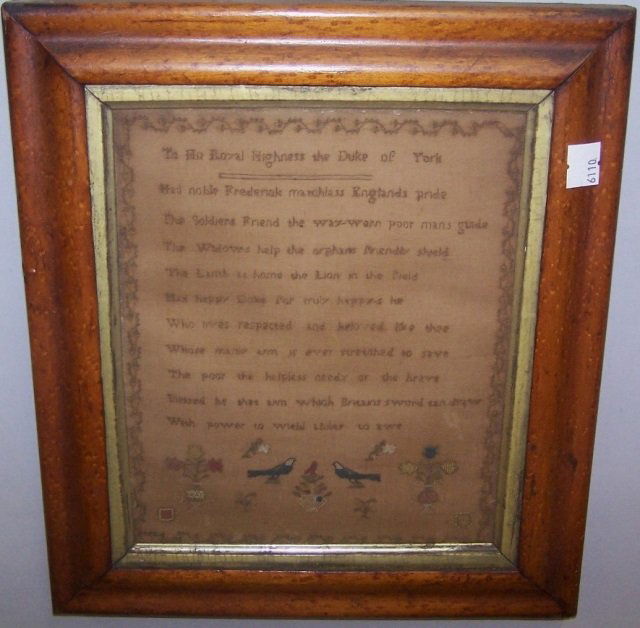 To His Royal Highness the Duke of York
Hail noble Frederick matchless Englands pride
The Soldiers Friend the way-worn poor mans guide
The Widows help the orphans friendly shield
The Lamb at home the Lion in the field
Hail happy Duke for truly happy is he
Who lives respected and beloved like thee
Whose manly arm is ever stretched to save
The poor the helpless needy or the brave
Blessed be that arm which Britains sword can draw
With power to wield to awe
6110